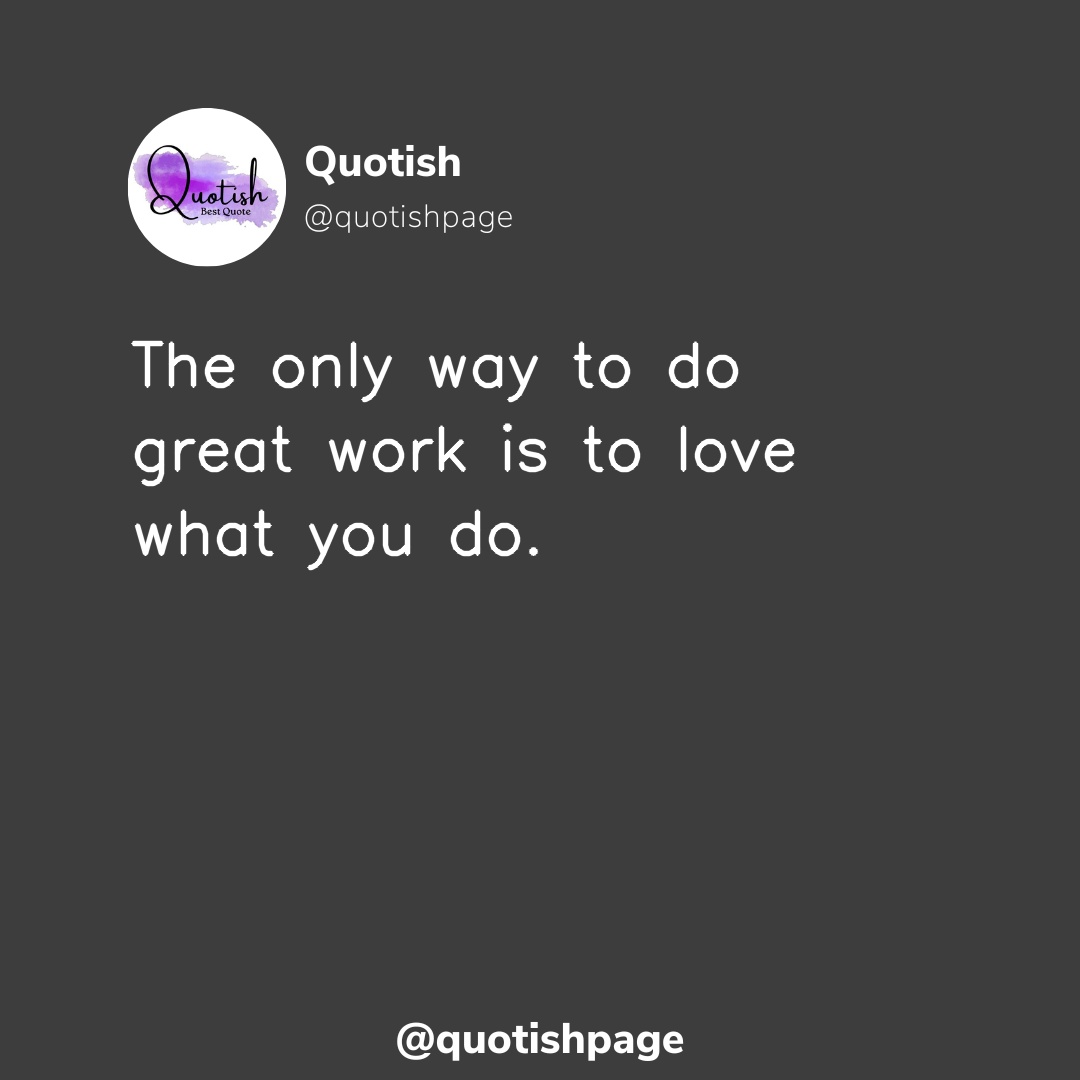 Quotish
Best Quote
Quotish
@quotishpage
The only way to do
great work is to love
what you do.
@quotishpage